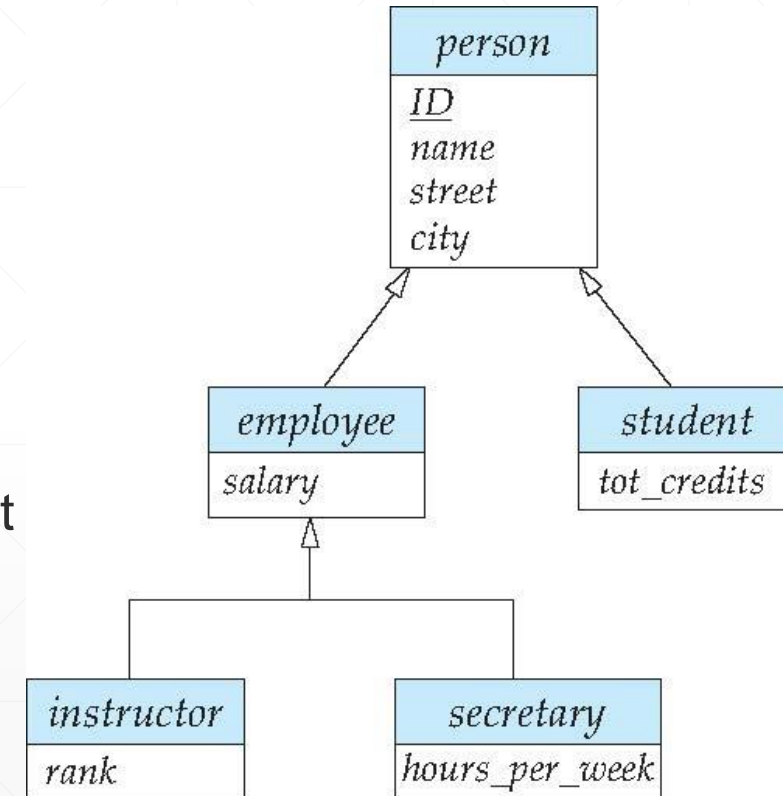 person
ID
name
street
city
employee
salary
student
tot_credits
t
instructor
rank
secretary
hours_per_week